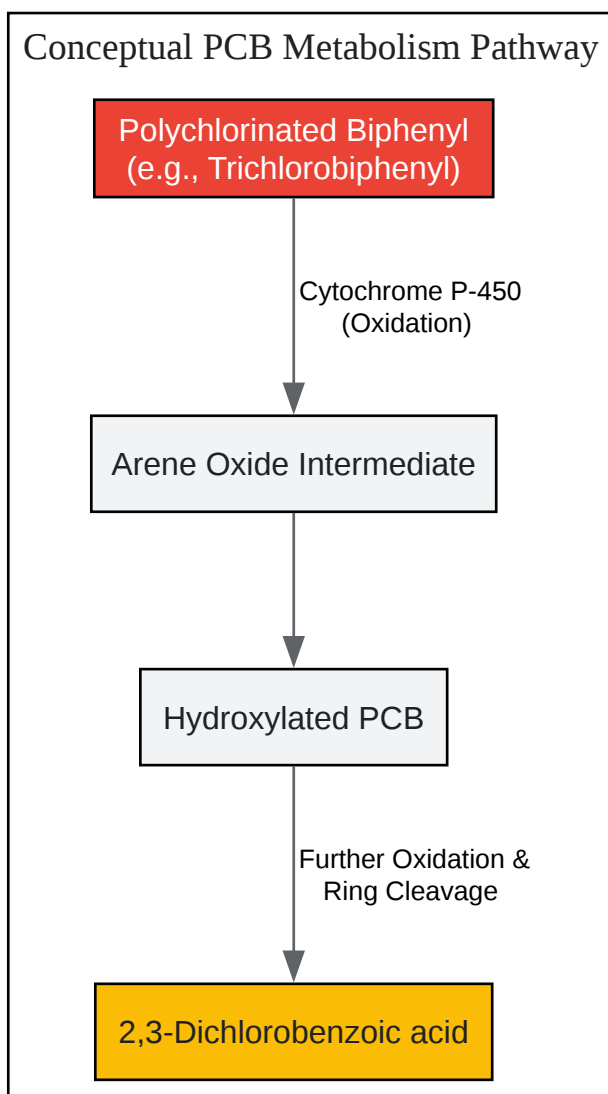 Conceptual PCB Metabolism Pathway
Polychlorinated Biphenyl
(e.g., Trichlorobiphenyl)
Cytochrome P-450
(Oxidation)
Arene Oxide Intermediate
Hydroxylated PCB
Further Oxidation &
Ring Cleavage
2,3-Dichlorobenzoic acid